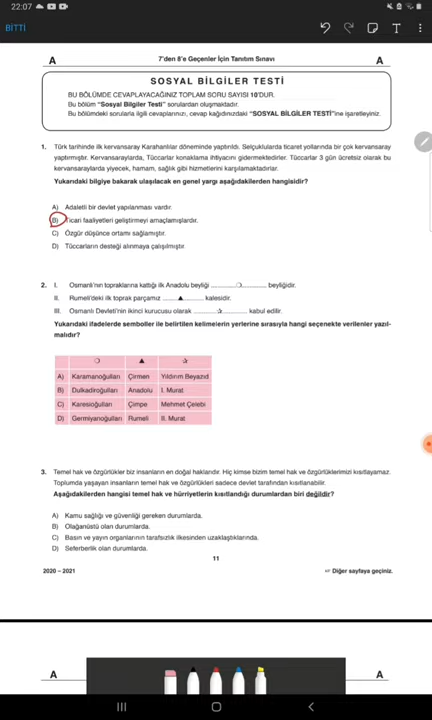 22:07
BİTTİ
T
A
7'den 8'e Geçenler İçin Tanıtım Sınavı
A
SOSYAL BİLGİLER TESTİ
BU BÖLÜMDE CEVAPLAYACAĞINIZ TOPLAM SORU SAYISI 10'DUR.
Bu bölüm "Sosyal Bilgiler Testi" sorulardan oluşmaktadır.
Bu bölümdeki sorularla ilgili cevaplarınızı, cevap kağıdınızdaki "SOSYAL BİLGİLER TESTİ"ine işaretleyiniz.
1. Türk tarihinde ilk kervansaray Karahanlılar döneminde yaptırıldı. Selçuklularda ticaret yollarında bir çok kervansaray
yaptırmıştır. Kervansaraylarda, Tüccarlar konaklama ihtiyacını gidermektedirler. Tüccarlar 3 gün ücretsiz olarak bu
kervansaraylarda yiyecek, hamam, sağlık gibi hizmetlerini karşılamaktadırlar.
Yukarıdaki bilgiye bakarak ulaşılacak en genel yargı aşağıdakilerden hangisidir?
A) Adaletli bir devlet yapılanması vardır.
B) Ticari faaliyetleri geliştirmeyi amaçlamışlardır.
C) Özgür düşünce ortamı sağlamıştır.
D) Tüccarların desteği alınmaya çalışılmıştır.
2. I. Osmanlı'nın topraklarına kattığı ilk Anadolu beyliği ............❍............ beyliğidir.
II. Rumeli'deki ilk toprak parçamız ............▲............ kalesidir.
III. Osmanlı Devletli'nin ikinci kurucusu olarak ............☆............ kabul edilir.
Yukarıdaki ifadelerde semboller ile belirtilen kelimelerin yerlerine sırasıyla hangi seçenekte verilenler yazıl-
malıdır?
❍ ▲ ☆
A) Karamanoğulları Çirmen Yıldırım Beyazıd
B) Dulkadiroğulları Anadolu I. Murat
C) Karesioğulları Çimpe Mehmet Çelebi
D) Germiyanoğulları Rumeli II. Murat
3. Temel hak ve özgürlükler biz insanların en doğal haklarıdır. Hiç kimse bizim temel hak ve özgürlüklerimizi kısıtlayamaz.
Toplumda yaşayan insanların temel hak ve özgürlükleri sadece devlet tarafından kısıtlanabilir.
Aşağıdakilerden hangisi temel hak ve hürriyetlerin kısıtlandığı durumlardan biri değildir?
A) Kamu sağlığı ve güvenliği gereken durumlarda.
B) Olağanüstü olan durumlarda.
C) Basın ve yayın organlarının tarafsızlık ilkesinden uzaklaştıklarında.
D) Seferberlik olan durumlarda.
11
2020 – 2021
☞ Diğer sayfaya geçiniz.
A
A